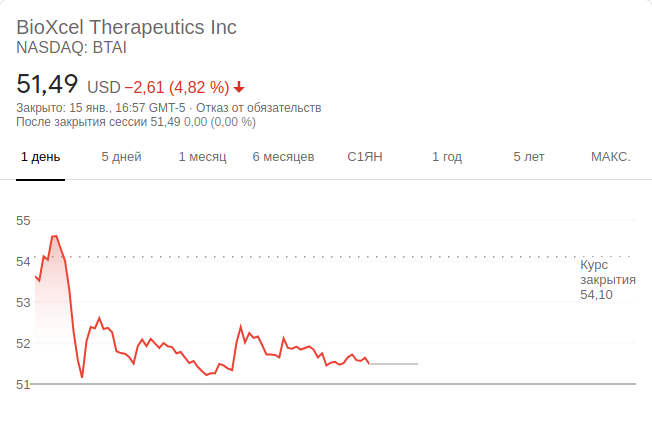 BioXcel Therapeutics Inc
NASDAQ: BTAI
51,49 USD −2,61 (4,82 %)
Закрыто: 15 янв., 16:57 GMT-5 · Отказ от обязательств
После закрытия сессии 51,49 0,00 (0,00 %)
1 день 5 дней 1 месяц 6 месяцев С1ЯН 1 год 5 лет МАКС.
55
54
Курс
закрытия
54,10
53
52
51